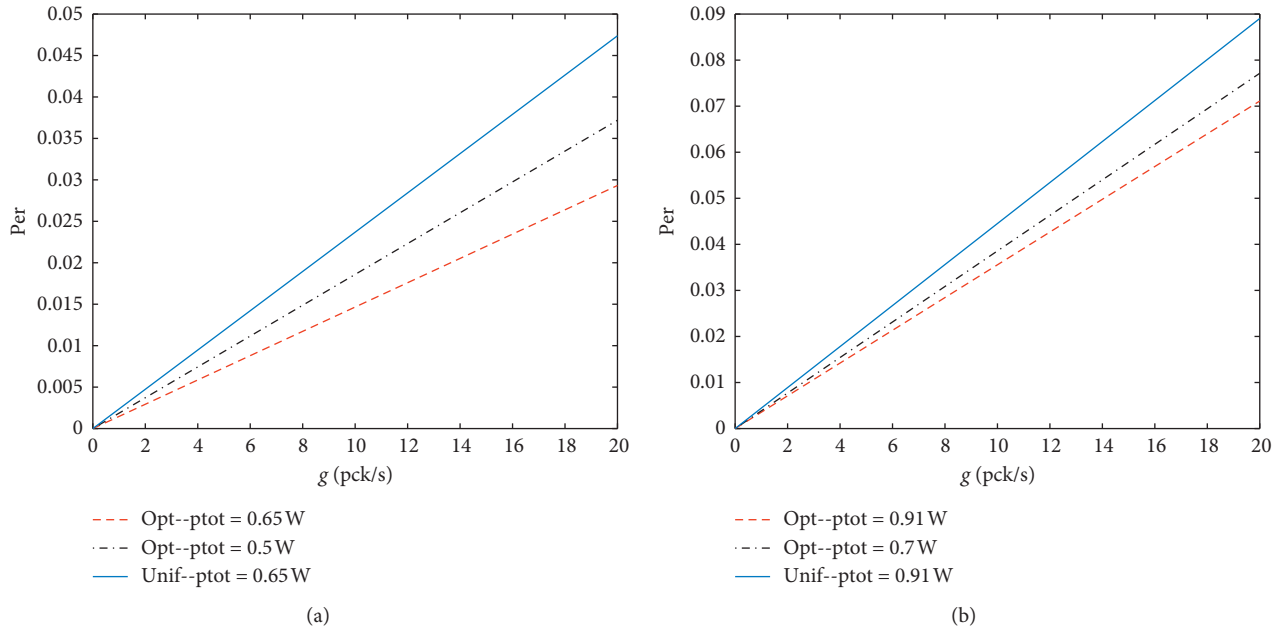 0.05
0.045
0.04
0.035
0.03
0.025
0.02
0.015
0.01
0.005
0
Per
0 2 4 6 8 10 12 14 16 18 20
g (pck/s)
Opt--ptot = 0.65 W
Opt--ptot = 0.5 W
Unif--ptot = 0.65 W
(a)
0.09
0.08
0.07
0.06
0.05
0.04
0.03
0.02
0.01
0
Per
0 2 4 6 8 10 12 14 16 18 20
g (pck/s)
Opt--ptot = 0.91 W
Opt--ptot = 0.7 W
Unif--ptot = 0.91 W
(b)